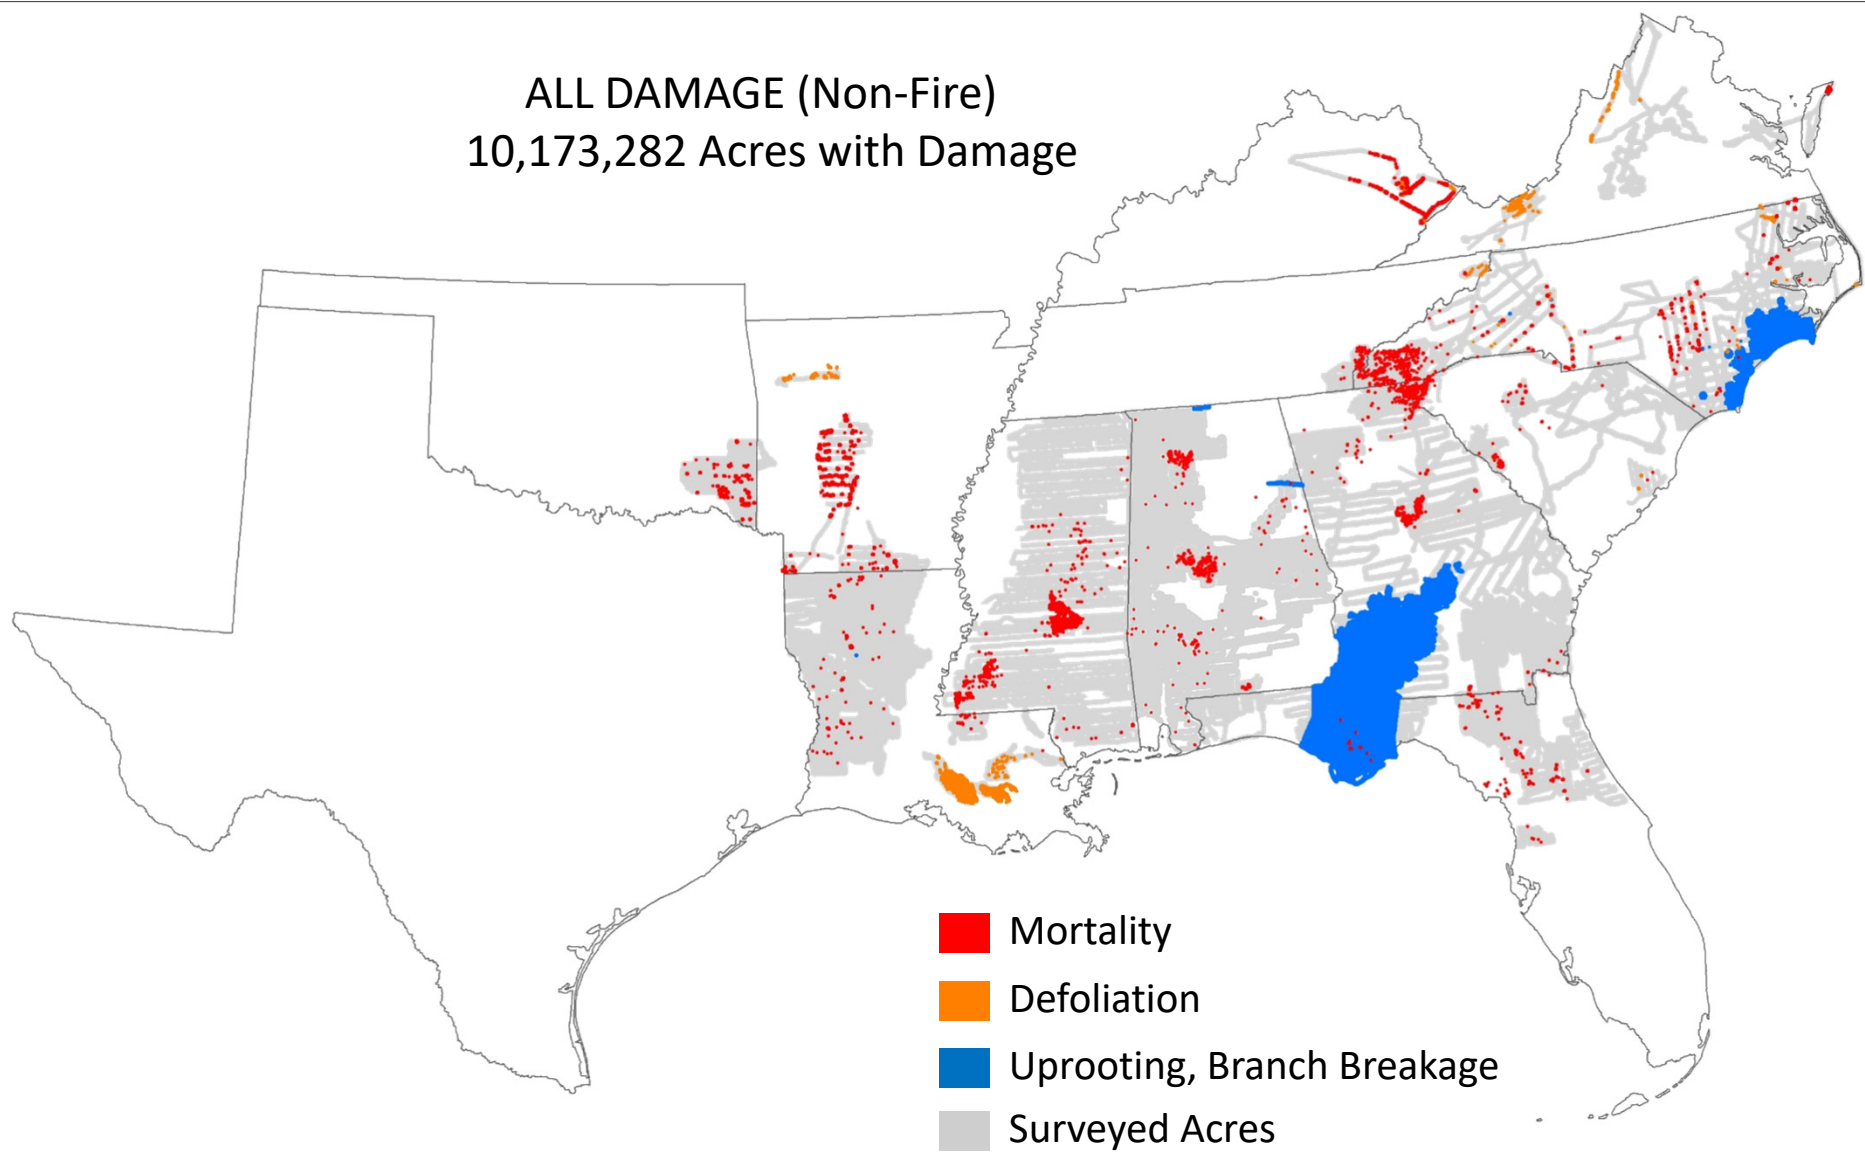 ALL DAMAGE (Non-Fire)
10,173,282 Acres with Damage
Mortality
Defoliation
Uprooting, Branch Breakage
Surveyed Acres